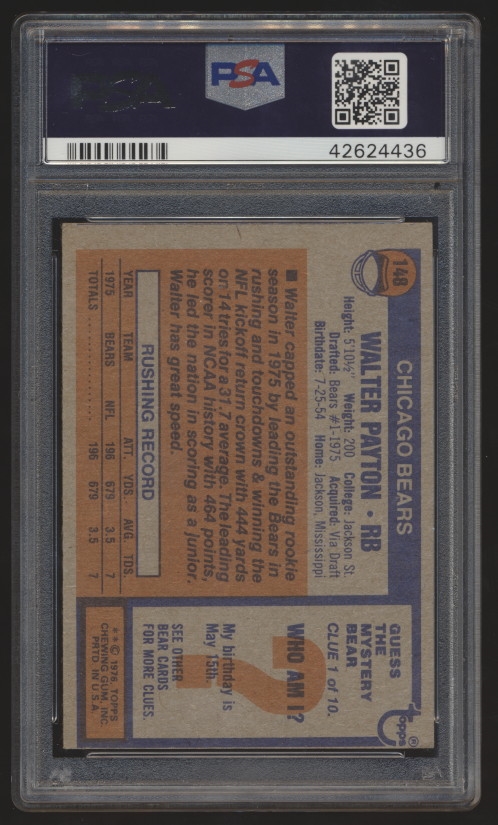 PSA
42624436
148
CHICAGO BEARS
WALTER PAYTON • RB
Height: 5'10½" Weight: 200 College: Jackson St.
Drafted: Bears #1-1975 Acquired: Via Draft
Birthdate: 7-25-54 Home: Jackson, Mississippi
■ Walter capped an outstanding rookie
season in 1975 by leading the Bears in
rushing and touchdowns & winning the
NFL kickoff return crown with 444 yards
on 14 tries for a 31.7 average. The leading
scorer in NCAA history with 464 points,
he led the nation in scoring as a junior.
Walter has great speed.
RUSHING RECORD
YEAR TEAM ATT. YDS. AVG. TDS.
1975 BEARS NFL 196 679 3.5 7
TOTALS .......... 196 679 3.5 7
topps®
GUESS
THE
MYSTERY
BEAR
CLUE 1 of 10.
WHO AM I?
?
My birthday is
May 15th.
SEE OTHER
BEAR CARDS
FOR MORE CLUES.
★★© 1976, TOPPS
CHEWING GUM, INC.
PRTD. IN U.S.A.